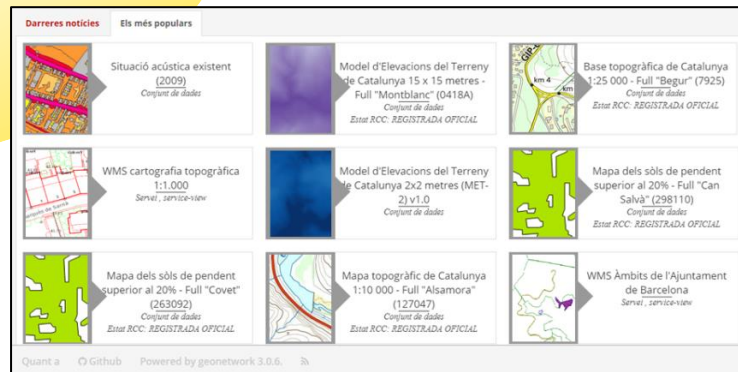 Darreres notícies Els més populars
Situació acústica existent
(2009)
Conjunt de dades
Model d'Elevacions del Terreny
de Catalunya 15 x 15 metres -
Full "Montblanc" (0418A)
Conjunt de dades
Estat RCC: REGISTRADA OFICIAL
Base topogràfica de Catalunya
1:25 000 - Full "Begur" (7925)
Conjunt de dades
Estat RCC: REGISTRADA OFICIAL
km 4
WMS cartografia topogràfica
1:1.000
Servei , service-view
Model d'Elevacions del Terreny
de Catalunya 2x2 metres (MET-
2) v1.0
Conjunt de dades
Mapa dels sòls de pendent
superior al 20% - Full "Can
Salvà" (298110)
Conjunt de dades
Estat RCC: REGISTRADA OFICIAL
Mapa dels sòls de pendent
superior al 20% - Full "Covet"
(263092)
Conjunt de dades
Estat RCC: REGISTRADA OFICIAL
Mapa topogràfic de Catalunya
1:10 000 - Full "Alsamora"
(127047)
Conjunt de dades
Estat RCC: REGISTRADA OFICIAL
WMS Àmbits de l'Ajuntament
de Barcelona
Servei , service-view
Quant a Github Powered by geonetwork 3.0.6.